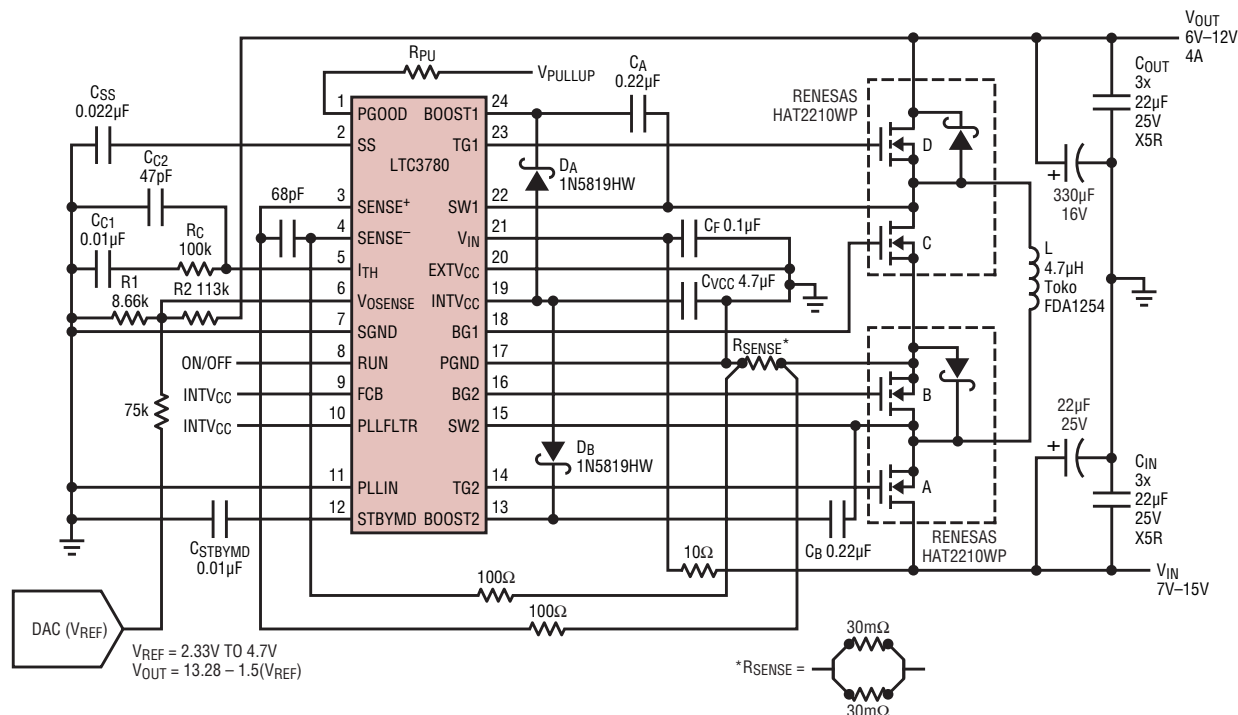 VOUT
6V–12V
4A
RPU
VPULLUP
CA
0.22µF
COUT
3x
22µF
25V
X5R
RENESAS
HAT2210WP
CSS
0.022µF
1
PGOOD
BOOST1
24
2
SS
TG1
23
D
LTC3780
DA
1N5819HW
CC2
47pF
68pF
330µF
16V
3
SENSE+
SW1
22
4
SENSE–
VIN
21
CF 0.1µF
C
CC1
0.01µF
RC
100k
5
ITH
EXTVCC
20
L
4.7µH
Toko
FDA1254
CVCC 4.7µF
R1
8.66k
R2 113k
6
VOSENSE
INTVCC
19
7
SGND
BG1
18
RSENSE*
ON/OFF
8
RUN
PGND
17
INTVCC
9
FCB
BG2
16
B
75k
INTVCC
10
PLLFLTR
SW2
15
22µF
25V
DB
1N5819HW
11
PLLIN
TG2
14
A
CIN
3x
22µF
25V
X5R
12
STBYMD
BOOST2
13
CSTBYMD
0.01µF
CB 0.22µF
RENESAS
HAT2210WP
10Ω
VIN
7V–15V
100Ω
100Ω
DAC (VREF)
VREF = 2.33V TO 4.7V
VOUT = 13.28 – 1.5(VREF)
30mΩ
*RSENSE =
30mΩ